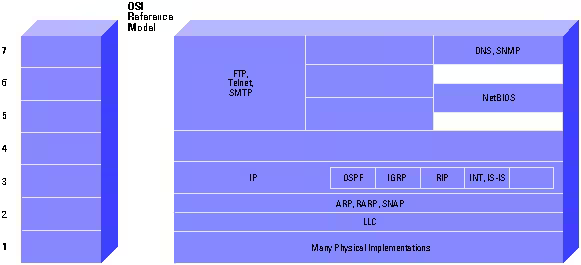 OSI
Reference
Model
7
6
5
4
3
2
1
FTP,
Telnet,
SMTP
DNS, SNMP
NetBIOS
IP
OSPF
IGRP
RIP
INT, IS-IS
ARP, RARP, SNAP
LLC
Many Physical Implementations